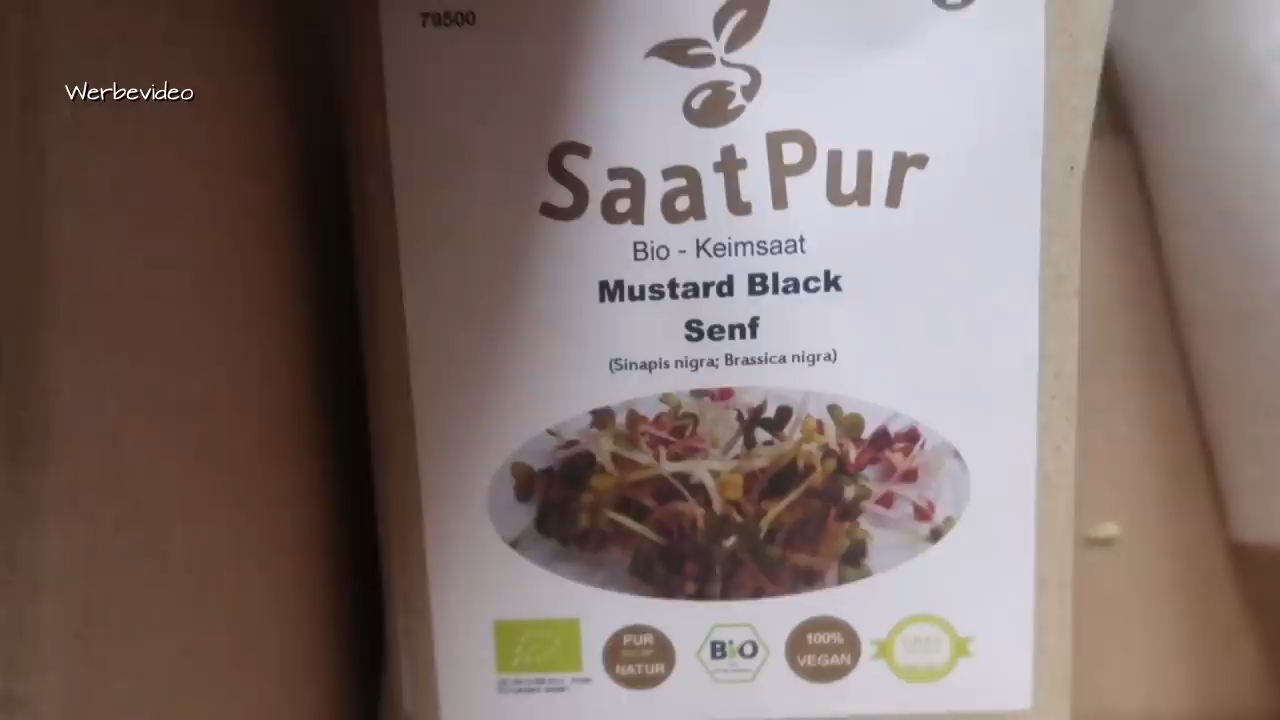 79500
Werbevideo
SaatPur
Bio - Keimsaat
Mustard Black
Senf
(Sinapis nigra; Brassica nigra)
PUR
NATUR
BiO
100%
VEGAN